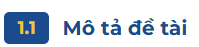 1.1 Mô tả đề tài